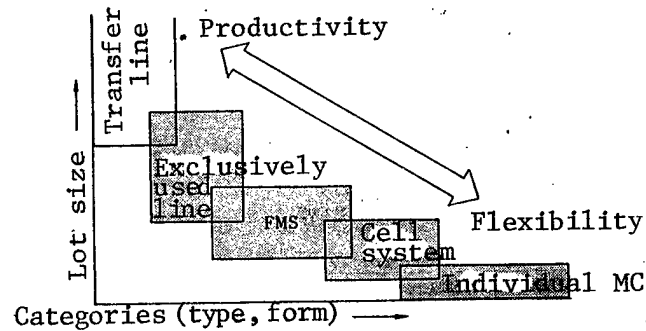 Productivity
Transfer
line
Exclusively
used
line
FMS
Cell
system
Flexibility
Individual MC
Lot size
Categories (type, form)